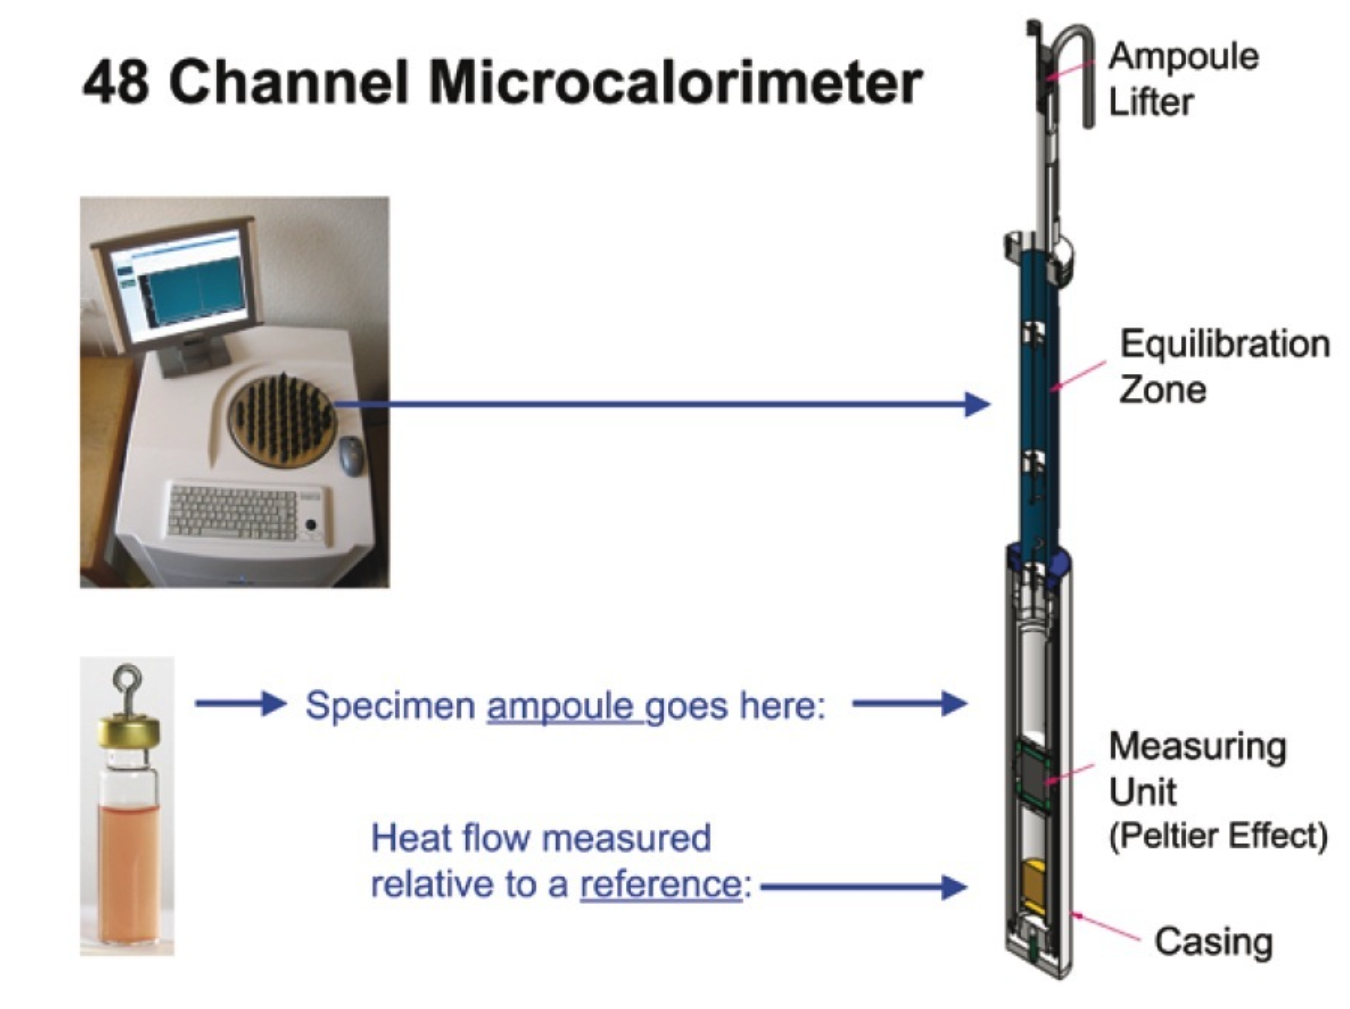 48 Channel Microcalorimeter
Ampoule
Lifter
Equilibration
Zone
Specimen ampoule goes here:
Measuring
Unit
(Peltier Effect)
Heat flow measured
relative to a reference:
Casing